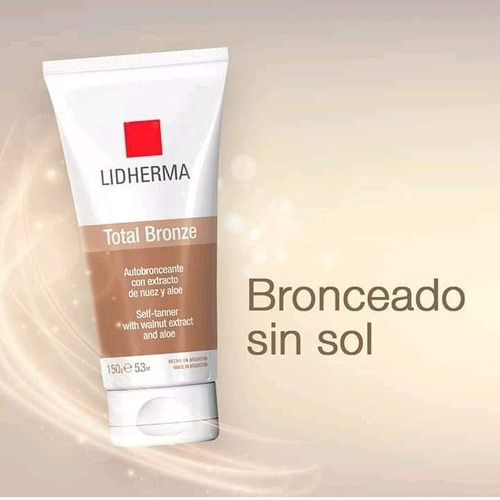 LIDHERMA
Total Bronze
Autobronceante
con extracto
de nuez y aloe
Self-tanner
with walnut extract
and aloe
150g℮ 5.3oz
HECHO EN ARGENTINA
MADE IN ARGENTINA
Bronceado
sin sol